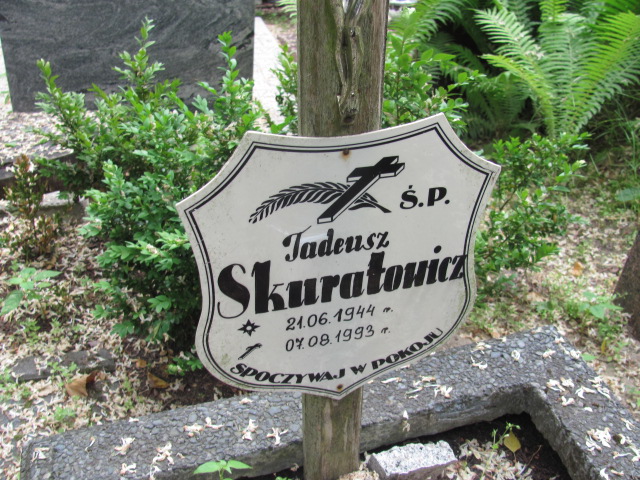 Ś.P.
Tadeusz
Skuratowicz
21.06.1944 r.
07.08.1993 r.
SPOCZYWAJ W POKOJU